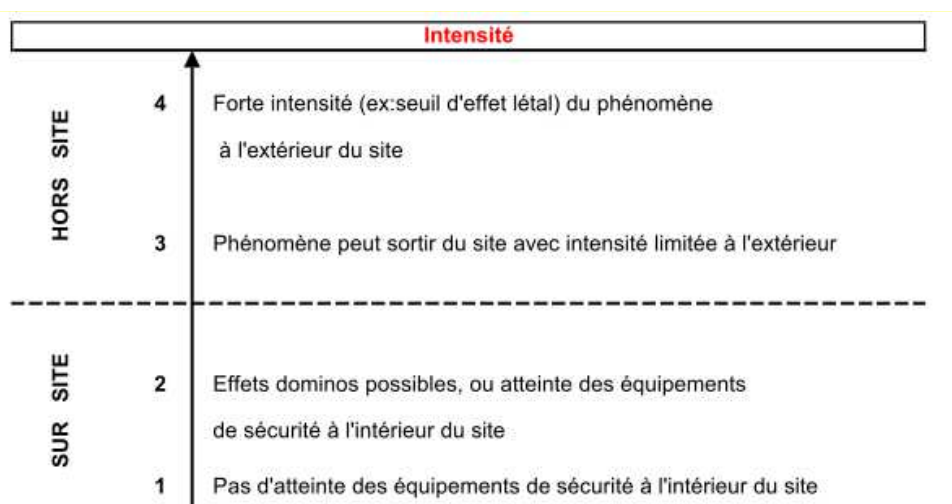 Intensité
HORS SITE
4 Forte intensité (ex:seuil d'effet létal) du phénomène
à l'extérieur du site
3 Phénomène peut sortir du site avec intensité limitée à l'extérieur
SUR SITE
2 Effets dominos possibles, ou atteinte des équipements
de sécurité à l'intérieur du site
1 Pas d'atteinte des équipements de sécurité à l'intérieur du site